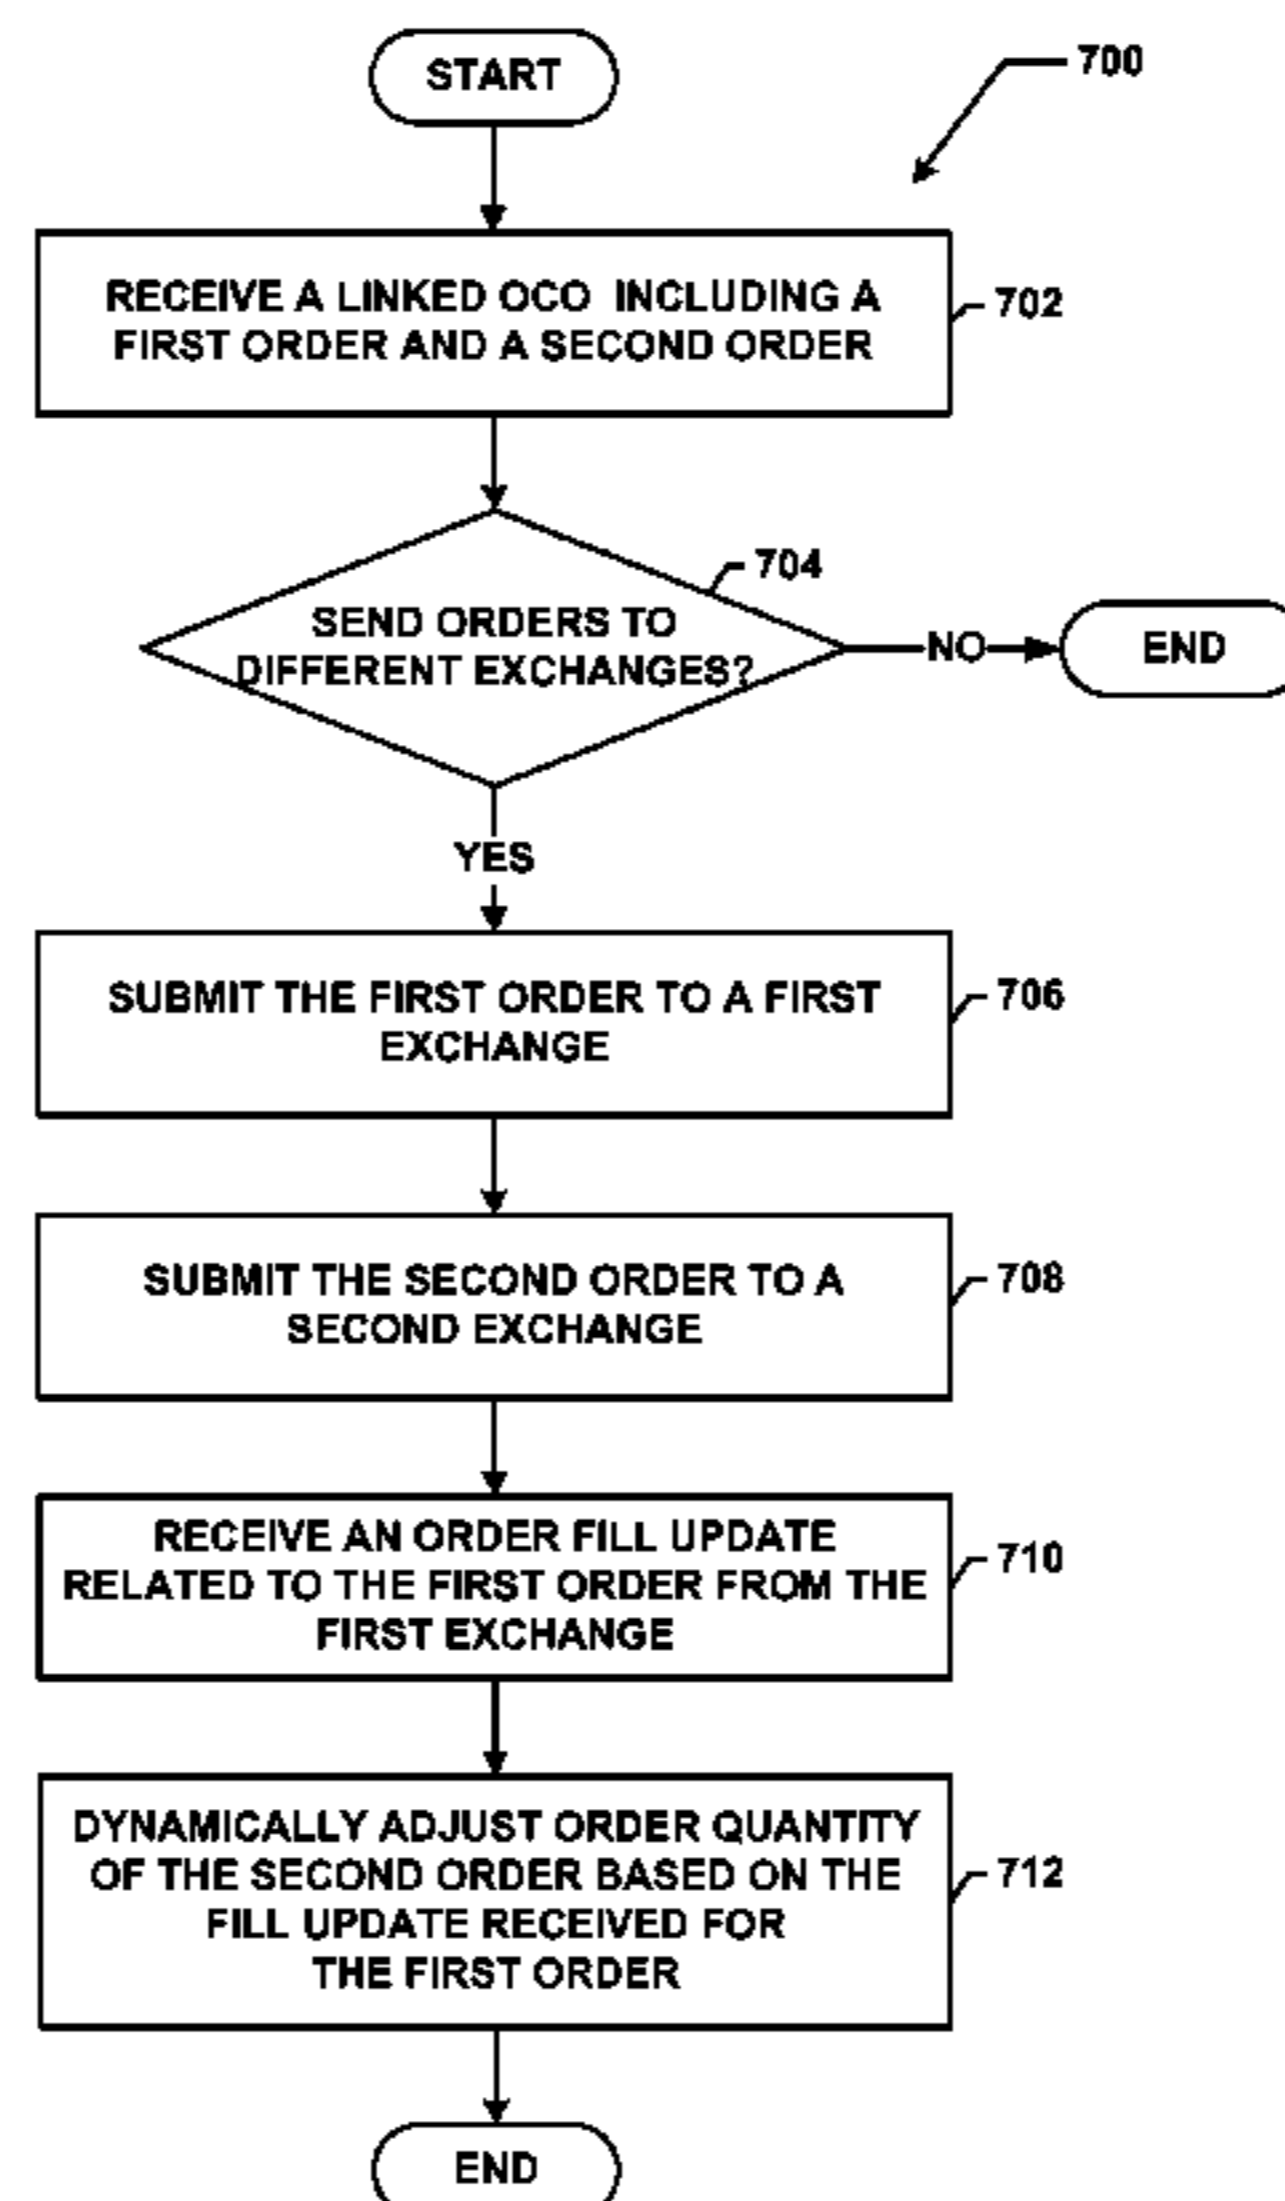 START
700
RECEIVE A LINKED OCO INCLUDING A
FIRST ORDER AND A SECOND ORDER
702
704
SEND ORDERS TO
DIFFERENT EXCHANGES?
NO
END
YES
SUBMIT THE FIRST ORDER TO A FIRST
EXCHANGE
706
SUBMIT THE SECOND ORDER TO A
SECOND EXCHANGE
708
RECEIVE AN ORDER FILL UPDATE
RELATED TO THE FIRST ORDER FROM THE
FIRST EXCHANGE
710
DYNAMICALLY ADJUST ORDER QUANTITY
OF THE SECOND ORDER BASED ON THE
FILL UPDATE RECEIVED FOR
THE FIRST ORDER
712
END